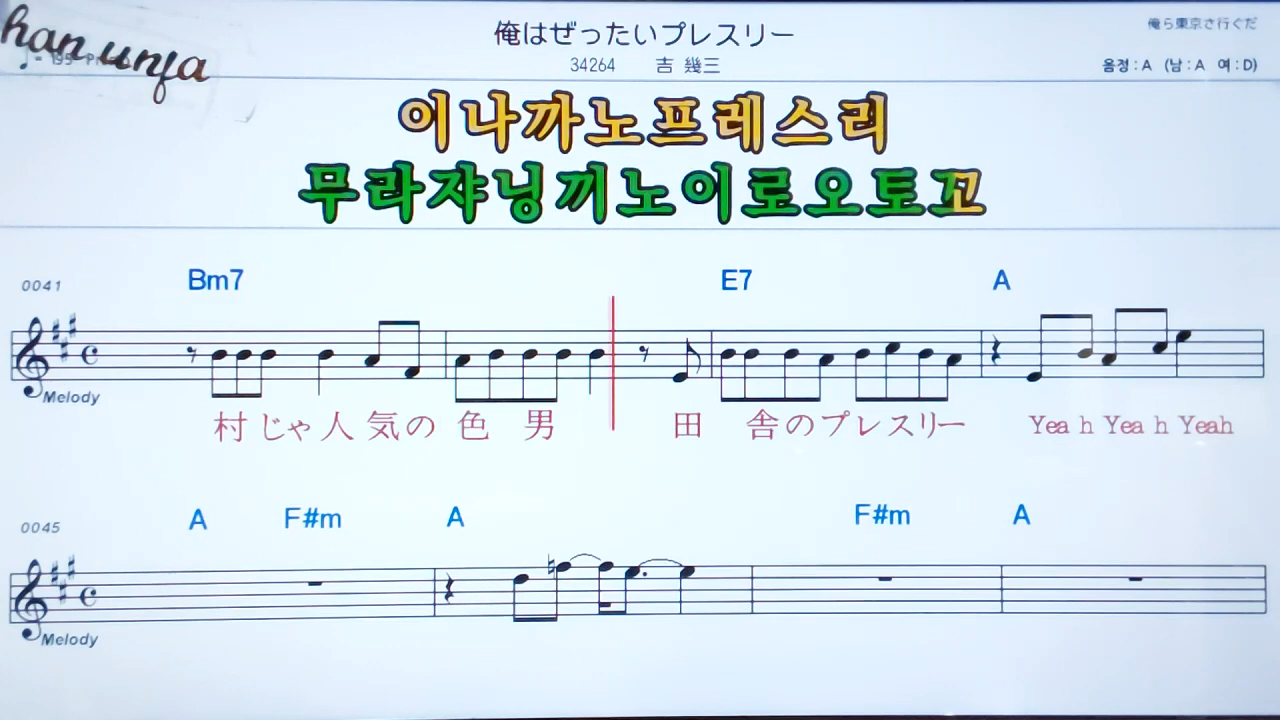 han unfa
俺はぜったいプレスリー
俺ら東京さ行ぐだ
34264 吉 幾三
음정 : A (남 : A 여 : D)
이나까노프레스리
무라쟈닝끼노이로오토꼬
0041 Bm7 E7 A
Melody
村じゃ人気の色男 田舎のプレスリー Yea h Yea h Yeah
0045 A F#m A F#m A
Melody